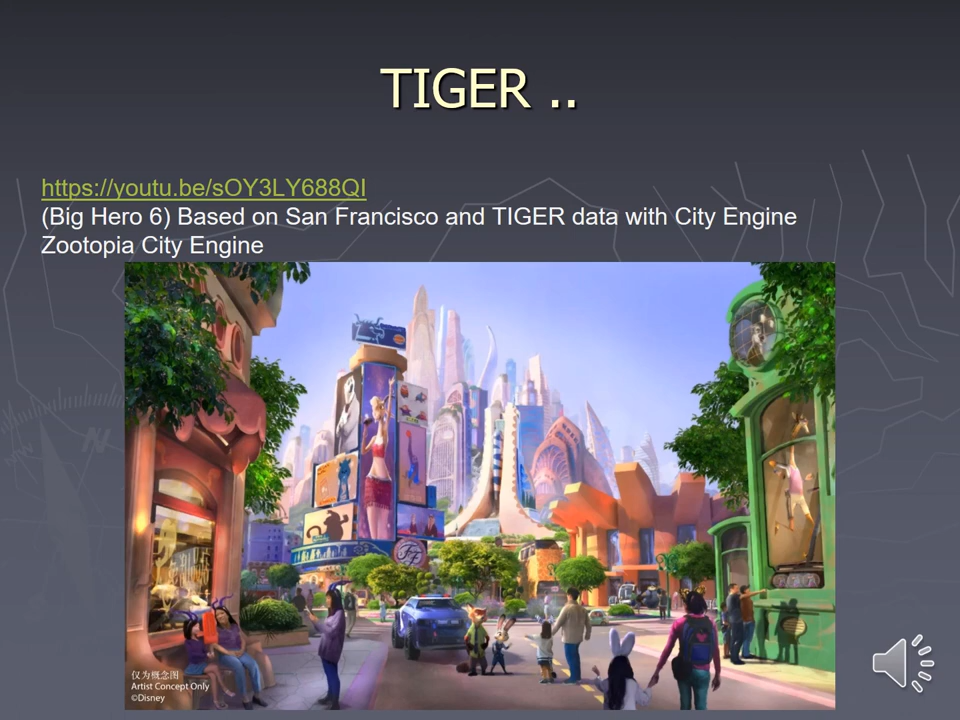 TIGER ..
https://youtu.be/sOY3LY688QI
(Big Hero 6) Based on San Francisco and TIGER data with City Engine
Zootopia City Engine
仅为概念图
Artist Concept Only
©Disney